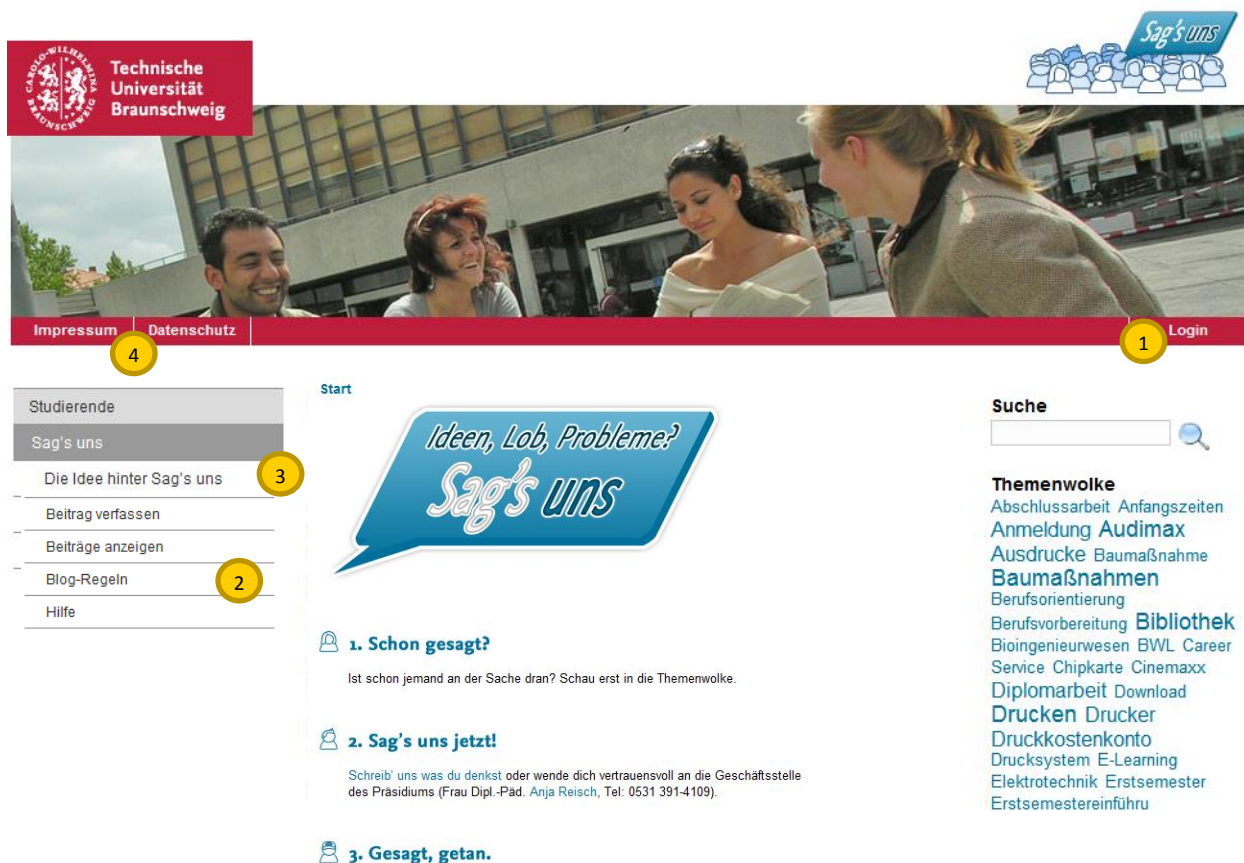 Sag's uns
CAROLO-WILHELMINA
BRAUNSCHWEIG
Technische
Universität
Braunschweig
Impressum
Datenschutz
Login
4
1
Start
Studierende
Sag's uns
Die Idee hinter Sag's uns
3
Beitrag verfassen
Beiträge anzeigen
Blog-Regeln
2
Hilfe
Ideen, Lob, Probleme?
Sag's uns
1. Schon gesagt?
Ist schon jemand an der Sache dran? Schau erst in die Themenwolke.
2. Sag's uns jetzt!
Schreib' uns was du denkst oder wende dich vertrauensvoll an die Geschäftsstelle
des Präsidiums (Frau Dipl.-Päd. Anja Reisch, Tel: 0531 391-4109).
3. Gesagt, getan.
Suche
Themenwolke
Abschlussarbeit Anfangszeiten
Anmeldung Audimax
Ausdrucke Baumaßnahme
Baumaßnahmen
Berufsorientierung
Berufsvorbereitung Bibliothek
Bioingenieurwesen BWL Career
Service Chipkarte Cinemaxx
Diplomarbeit Download
Drucken Drucker
Druckkostenkonto
Drucksystem E-Learning
Elektrotechnik Erstsemester
Erstsemestereinführu